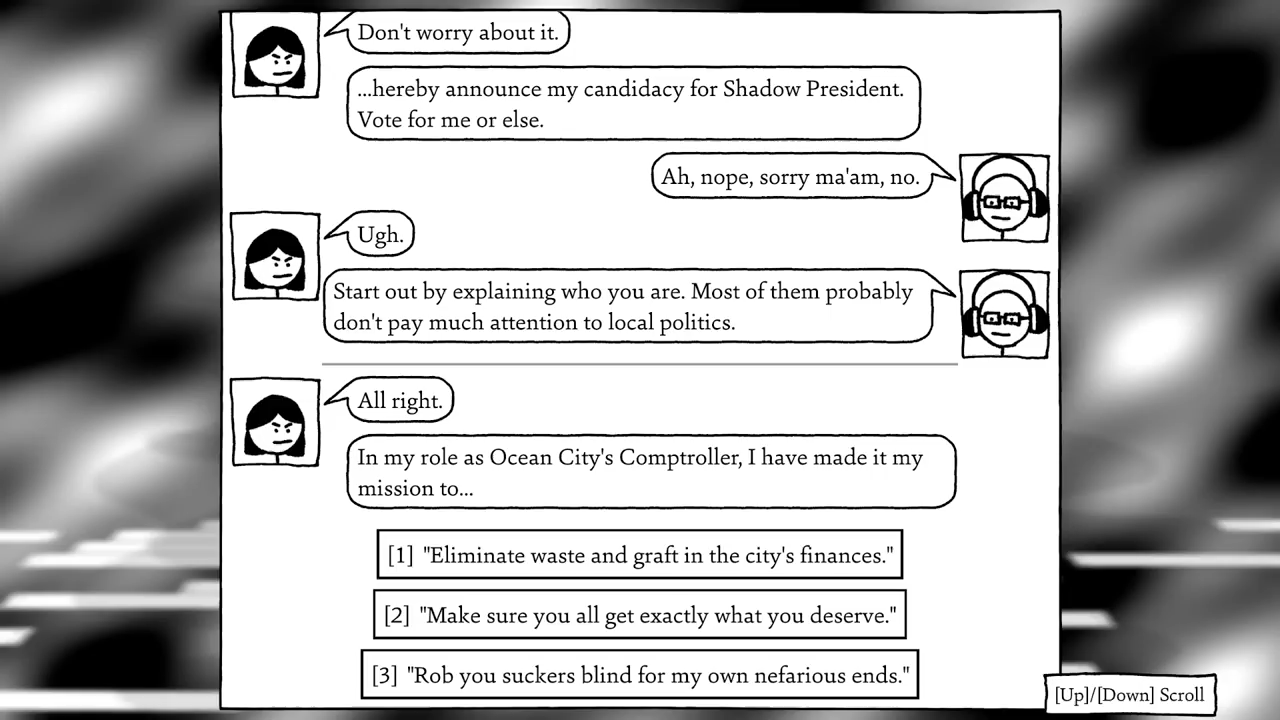 Don't worry about it.
...hereby announce my candidacy for Shadow President.
Vote for me or else.
Ah, nope, sorry ma'am, no.
Ugh.
Start out by explaining who you are. Most of them probably
don't pay much attention to local politics.
All right.
In my role as Ocean City's Comptroller, I have made it my
mission to...
[1] "Eliminate waste and graft in the city's finances."
[2] "Make sure you all get exactly what you deserve."
[3] "Rob you suckers blind for my own nefarious ends."
[Up]/[Down] Scroll